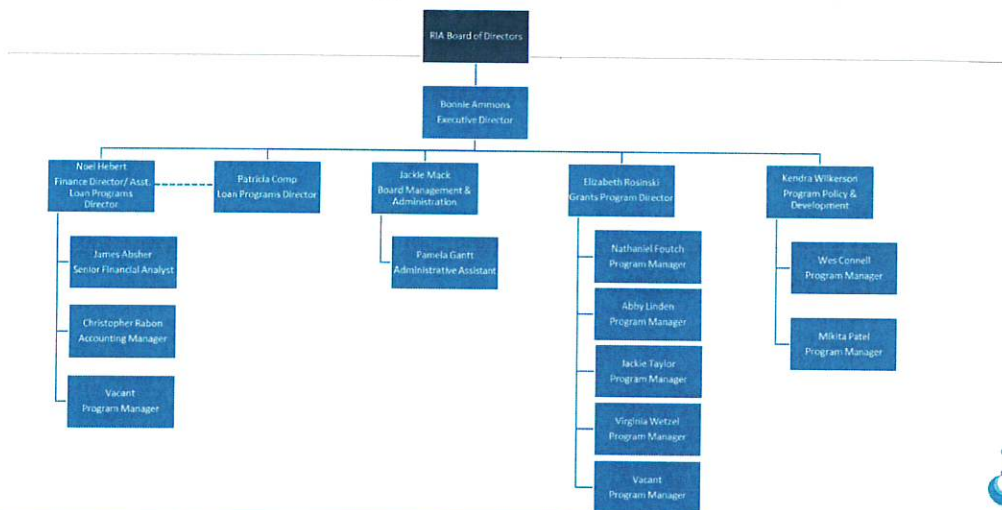 RIA Board of Directors
Bonnie Ammons
Executive Director
Noel Hebert
Finance Director/ Asst.
Loan Programs
Director
Patricia Comp
Loan Programs Director
Jackie Mack
Board Management &
Administration
Elizabeth Rosinski
Grants Program Director
Kendra Wilkerson
Program Policy &
Development
James Absher
Senior Financial Analyst
Christopher Rabon
Accounting Manager
Vacant
Program Manager
Pamela Gantt
Administrative Assistant
Nathaniel Foutch
Program Manager
Abby Linden
Program Manager
Jackie Taylor
Program Manager
Virginia Wetzel
Program Manager
Vacant
Program Manager
Wes Connell
Program Manager
Mikita Patel
Program Manager